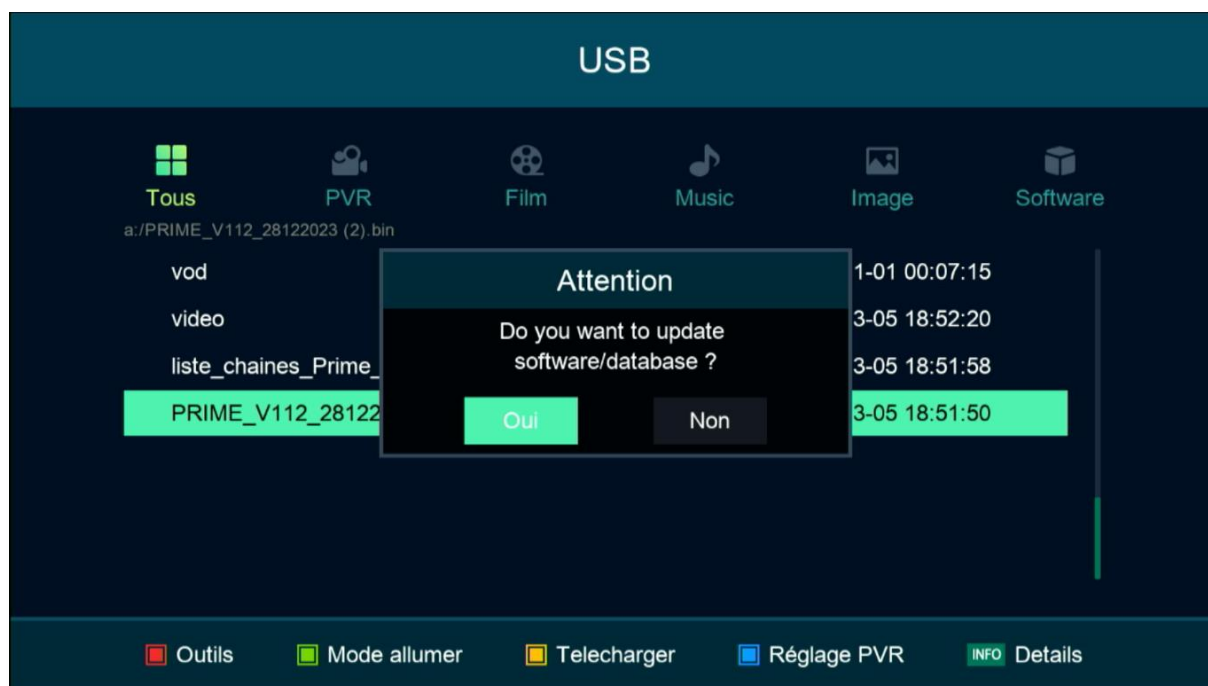 USB
Tous PVR Film Music Image Software
a:/PRIME_V112_28122023 (2).bin
vod 1-01 00:07:15
video 3-05 18:52:20
liste_chaines_Prime_ 3-05 18:51:58
PRIME_V112_28122 3-05 18:51:50
Attention
Do you want to update
software/database ?
Oui Non
Outils Mode allumer Telecharger Réglage PVR INFO Details